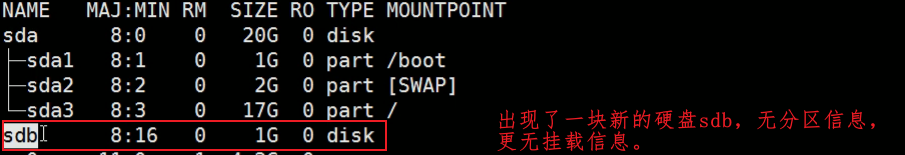 NAME MAJ:MIN RM SIZE RO TYPE MOUNTPOINT
sda 8:0 0 20G 0 disk
├─sda1 8:1 0 1G 0 part /boot
├─sda2 8:2 0 2G 0 part [SWAP]
└─sda3 8:3 0 17G 0 part /
sdb 8:16 0 1G 0 disk
出现了一块新的硬盘sdb，无分区信息，
更无挂载信息。